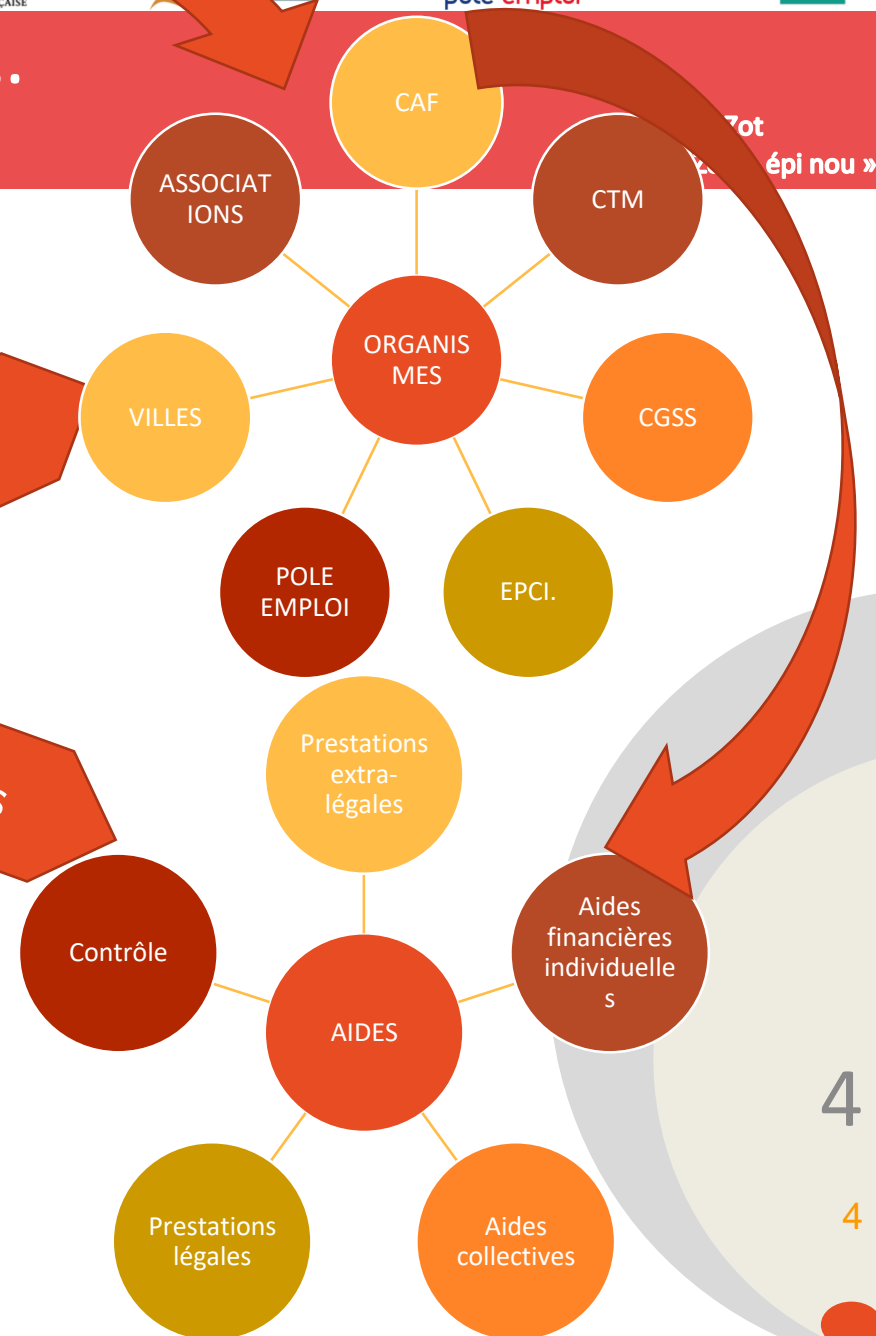 CAF
Zot
épi nou »
ASSOCIAT
IONS
CTM
ORGANIS
MES
VILLES
CGSS
POLE
EMPLOI
EPCI.
Prestations
extra-
légales
S
Contrôle
Aides
financières
individuelle
s
AIDES
4
4
Prestations
légales
Aides
collectives